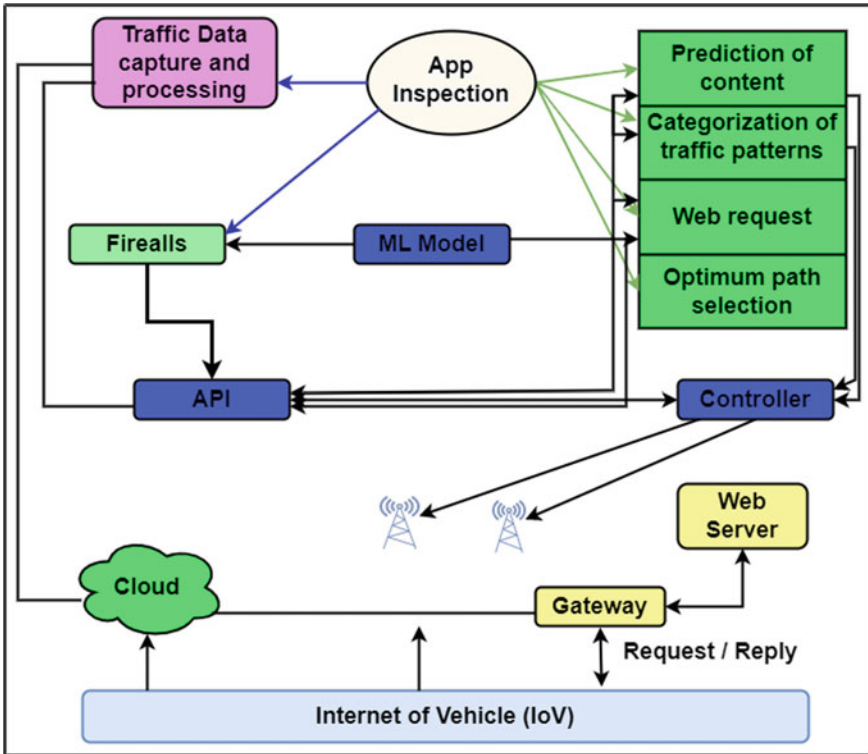 Traffic Data
capture and
processing
App
Inspection
Prediction of
content
Categorization of
traffic patterns
Web request
Optimum path
selection
Firealls
ML Model
API
Controller
Web
Server
Cloud
Gateway
Request / Reply
Internet of Vehicle (IoV)